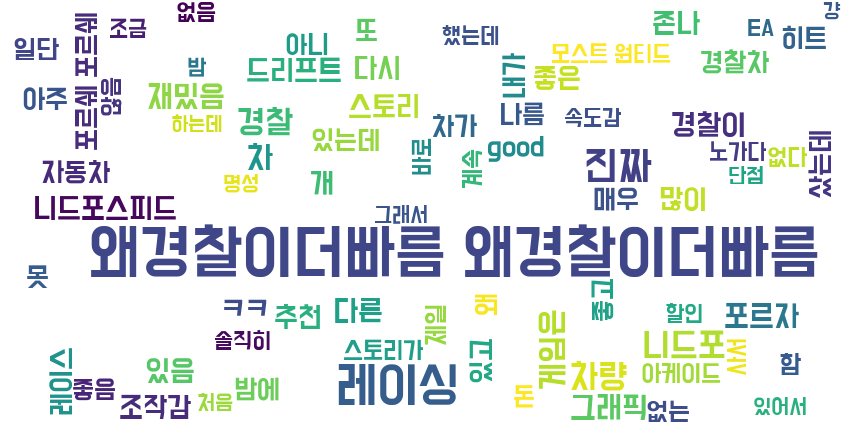 없음
걍
일단
포르쉐 포르쉐
조금
아니
또
했는데
존나
EA
히트
밤
드리프트
다시
내가
모스트 원티드
좋은
경찰차
아주
없음
재밌음
스토리
하는데
경찰
있는데
바로
차가
나름
속도감
경찰이
차
good
진짜
노가다
없다
샀는데
자동차
명성
개
계속
매우
많이
단점
니드포스피드
그래서
왜경찰이더빠름 왜경찰이더빠름
못
ㅋㅋ
추천
다른
제일
에
좋고
할인
포르자
솔직히
게임은
레이스
스토리가
있고
니드포
역시
함
좋음
있음
밤에
레이싱
차량
아케이드
조작감
처음
돈
그래픽
없는
있어서